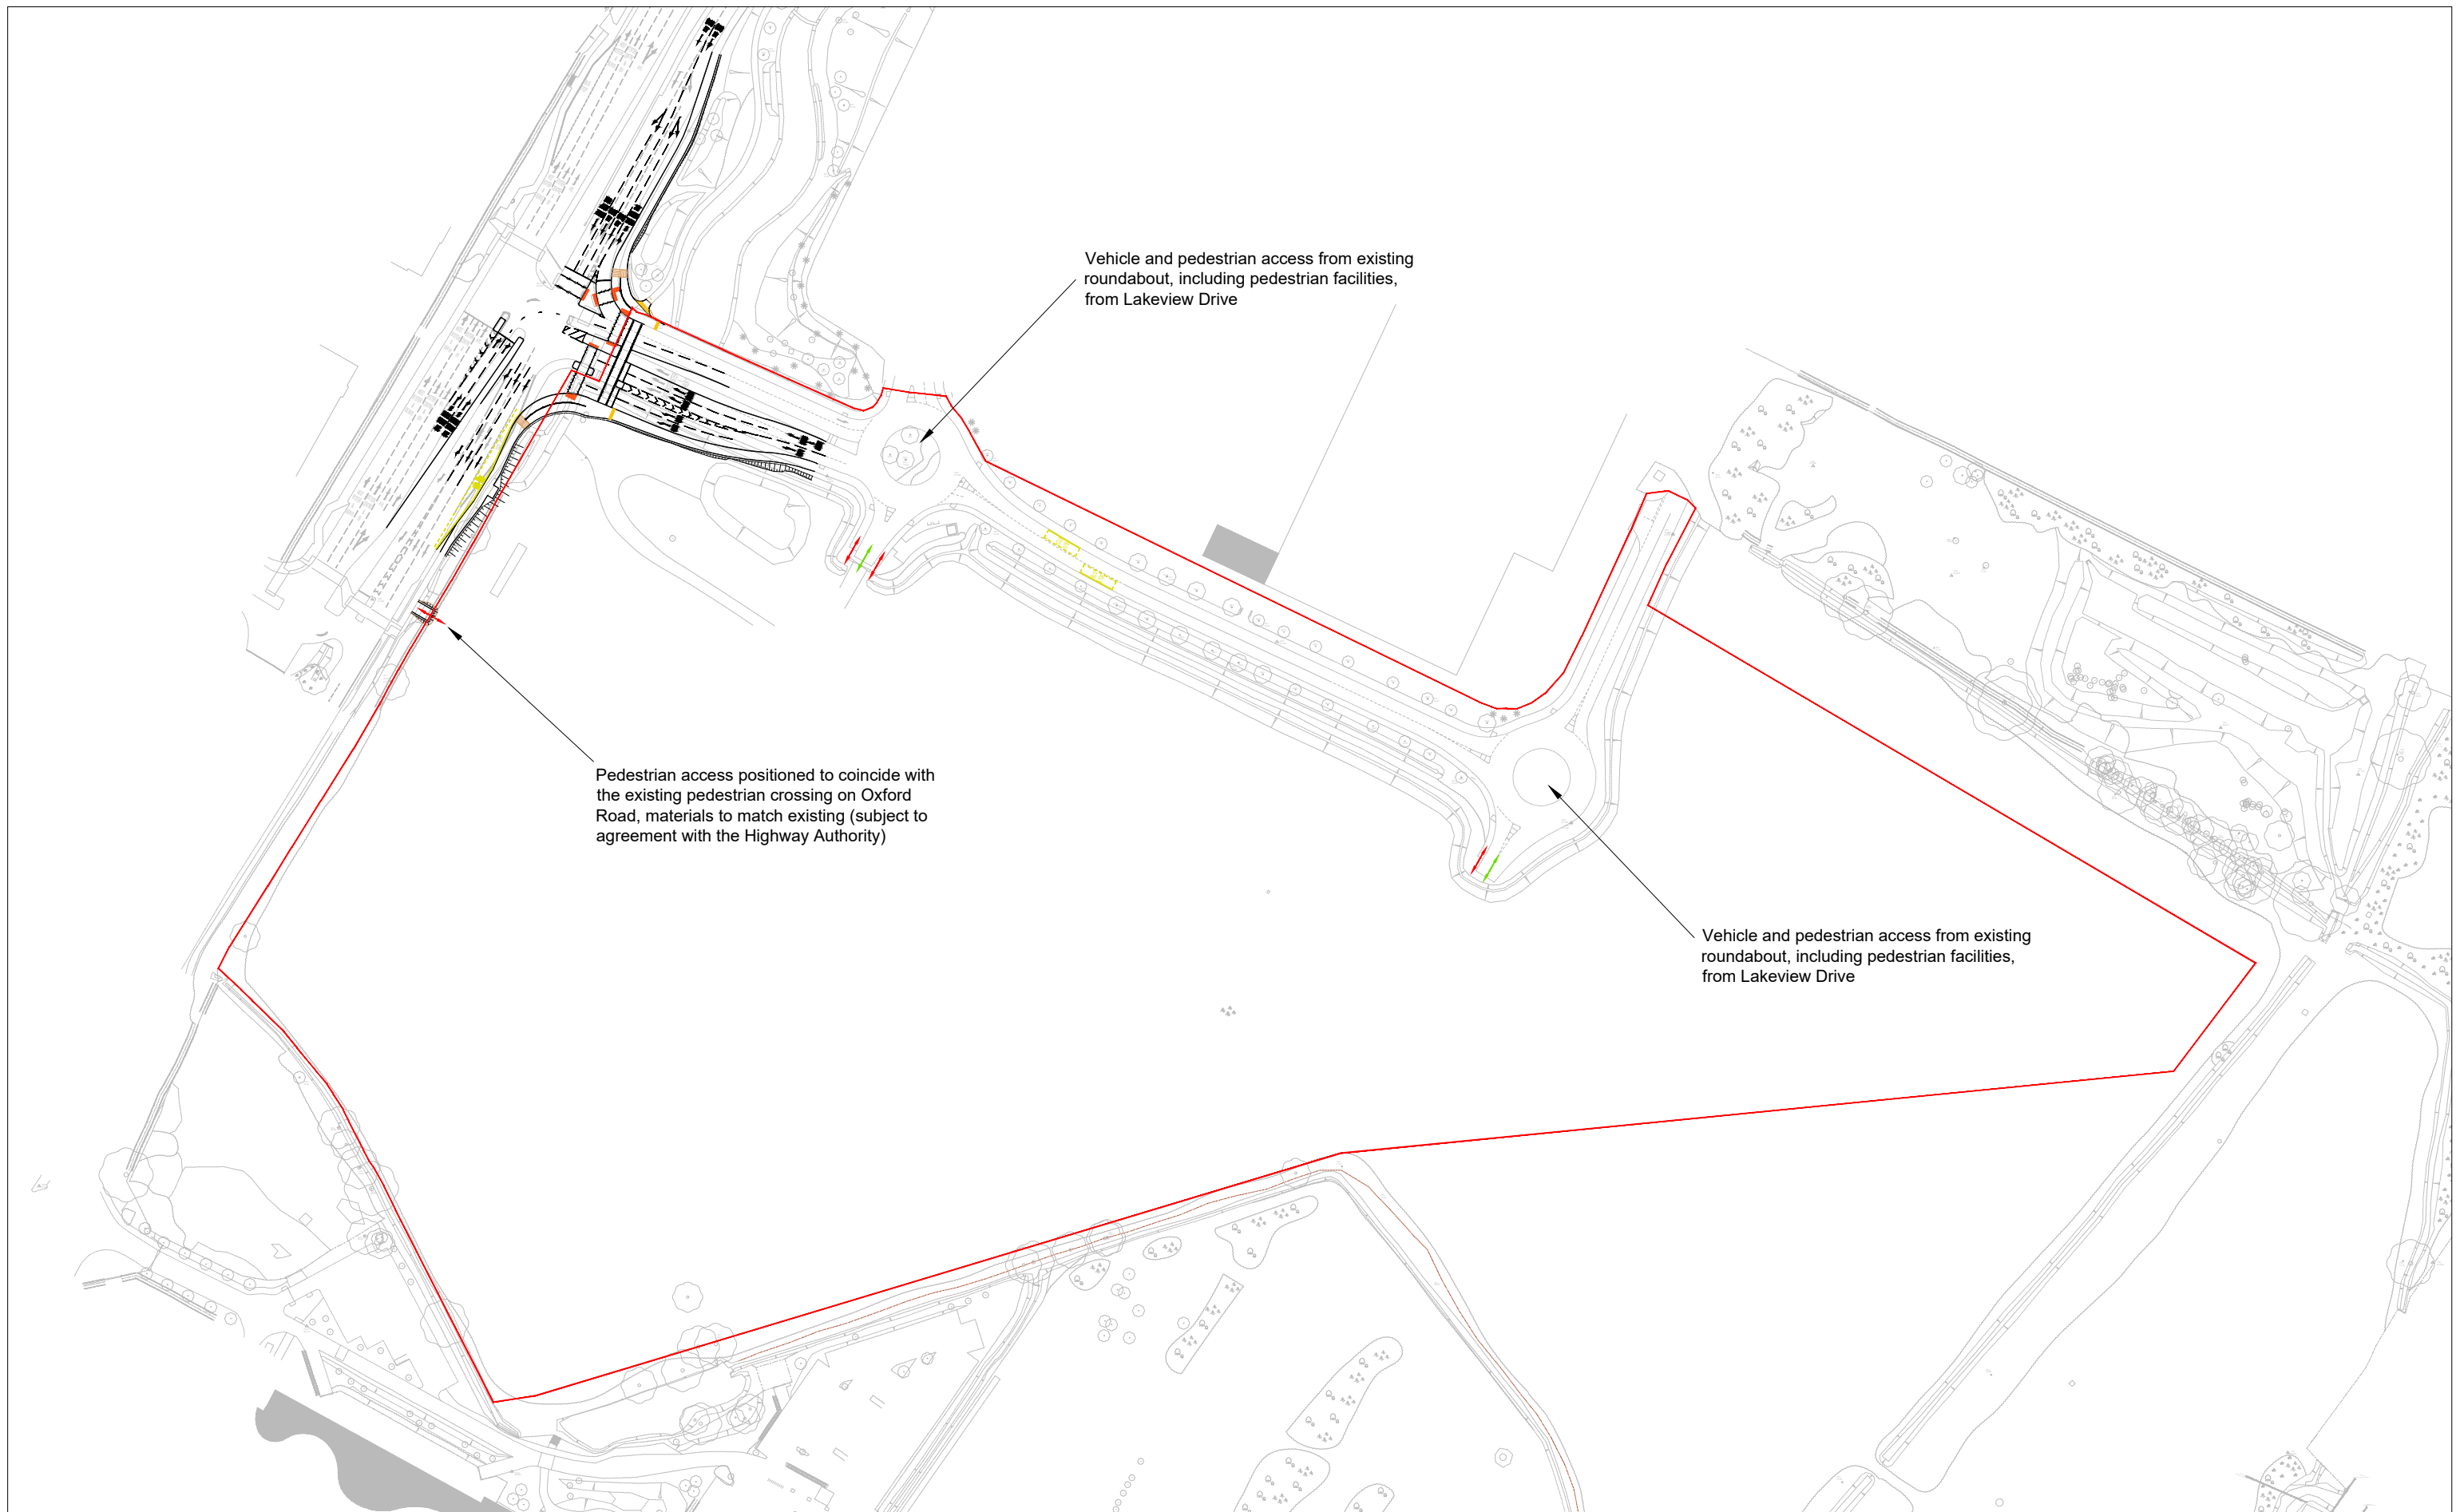 Vehicle and pedestrian access from existing
roundabout, including pedestrian facilities,
from Lakeview Drive
Pedestrian access positioned to coincide with
the existing pedestrian crossing on Oxford
Road, materials to match existing (subject to
agreement with the Highway Authority)
Vehicle and pedestrian access from existing
roundabout, including pedestrian facilities,
from Lakeview Drive